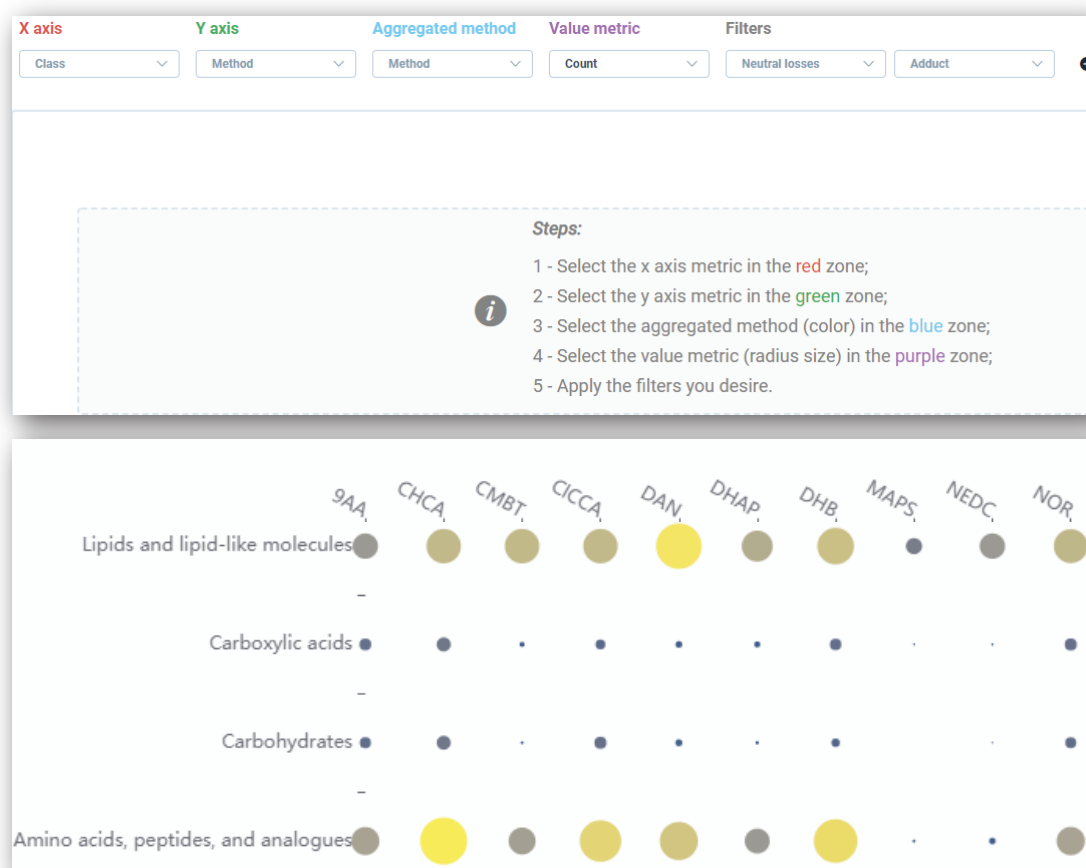 X axis Y axis Aggregated method Value metric Filters
Class Method Method Count Neutral losses Adduct
Steps:
1 - Select the x axis metric in the red zone;
2 - Select the y axis metric in the green zone;
3 - Select the aggregated method (color) in the blue zone;
4 - Select the value metric (radius size) in the purple zone;
5 - Apply the filters you desire.
9AA CHCA CMBT ClCCA DAN DHAP DHB MAPS NEDC NOR
Lipids and lipid-like molecules
Carboxylic acids
Carbohydrates
Amino acids, peptides, and analogues